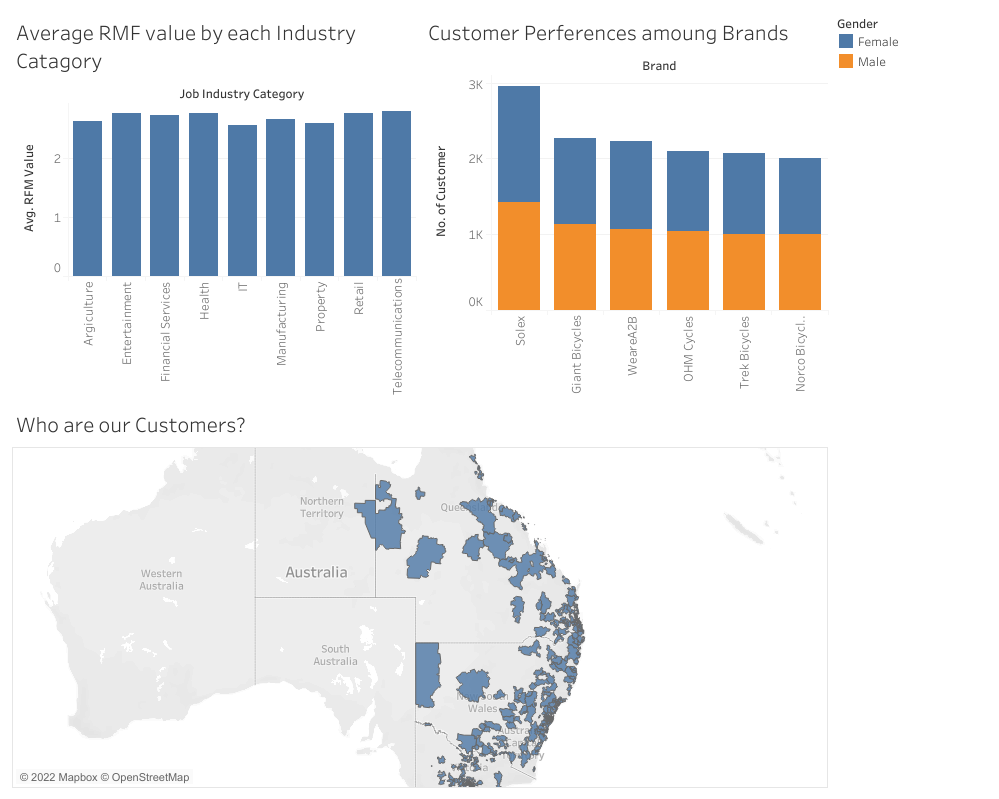 Average RMF value by each Industry
Catagory
Job Industry Category
Avg. RFM Value
2
1
0
Argiculture
Entertainment
Financial Services
Health
IT
Manufacturing
Property
Retail
Telecommunications
Customer Perferences amoung Brands
Brand
No. of Customer
3K
2K
1K
0K
Solex
Giant Bicycles
WeareA2B
OHM Cycles
Trek Bicycles
Norco Bicycl..
Gender
Female
Male
Who are our Customers?
Northern
Territory
Western
Australia
Australia
South
Australia
Wales
© 2022 Mapbox © OpenStreetMap